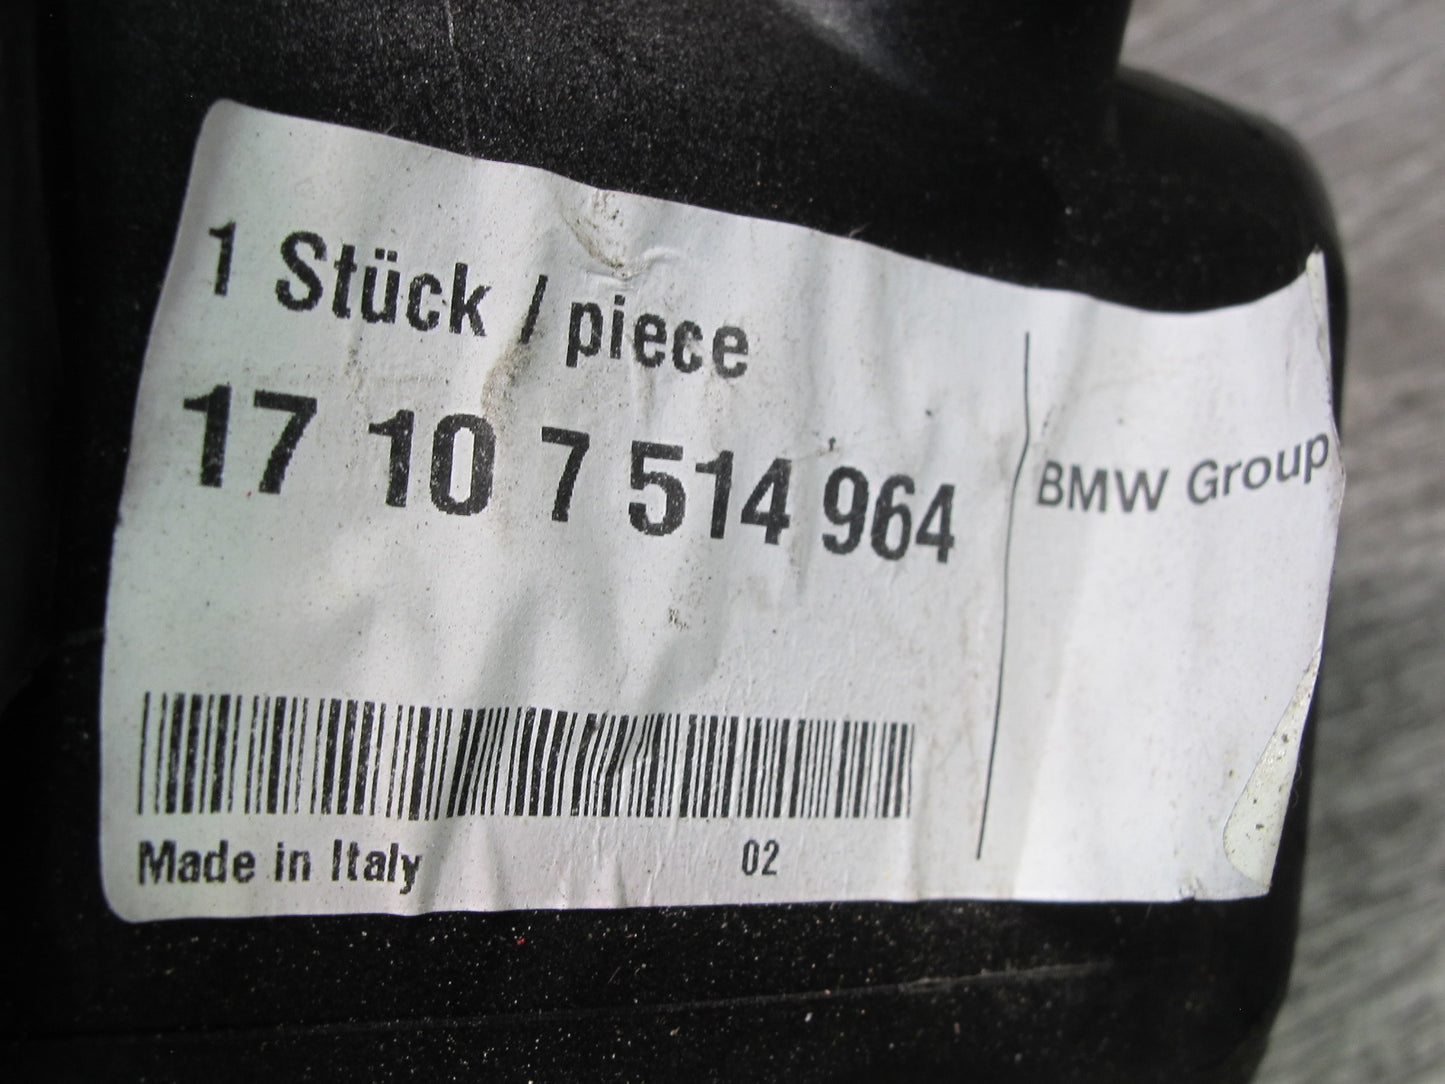 1 Stück / piece
17 10 7 514 964
BMW Group
Made in Italy 02